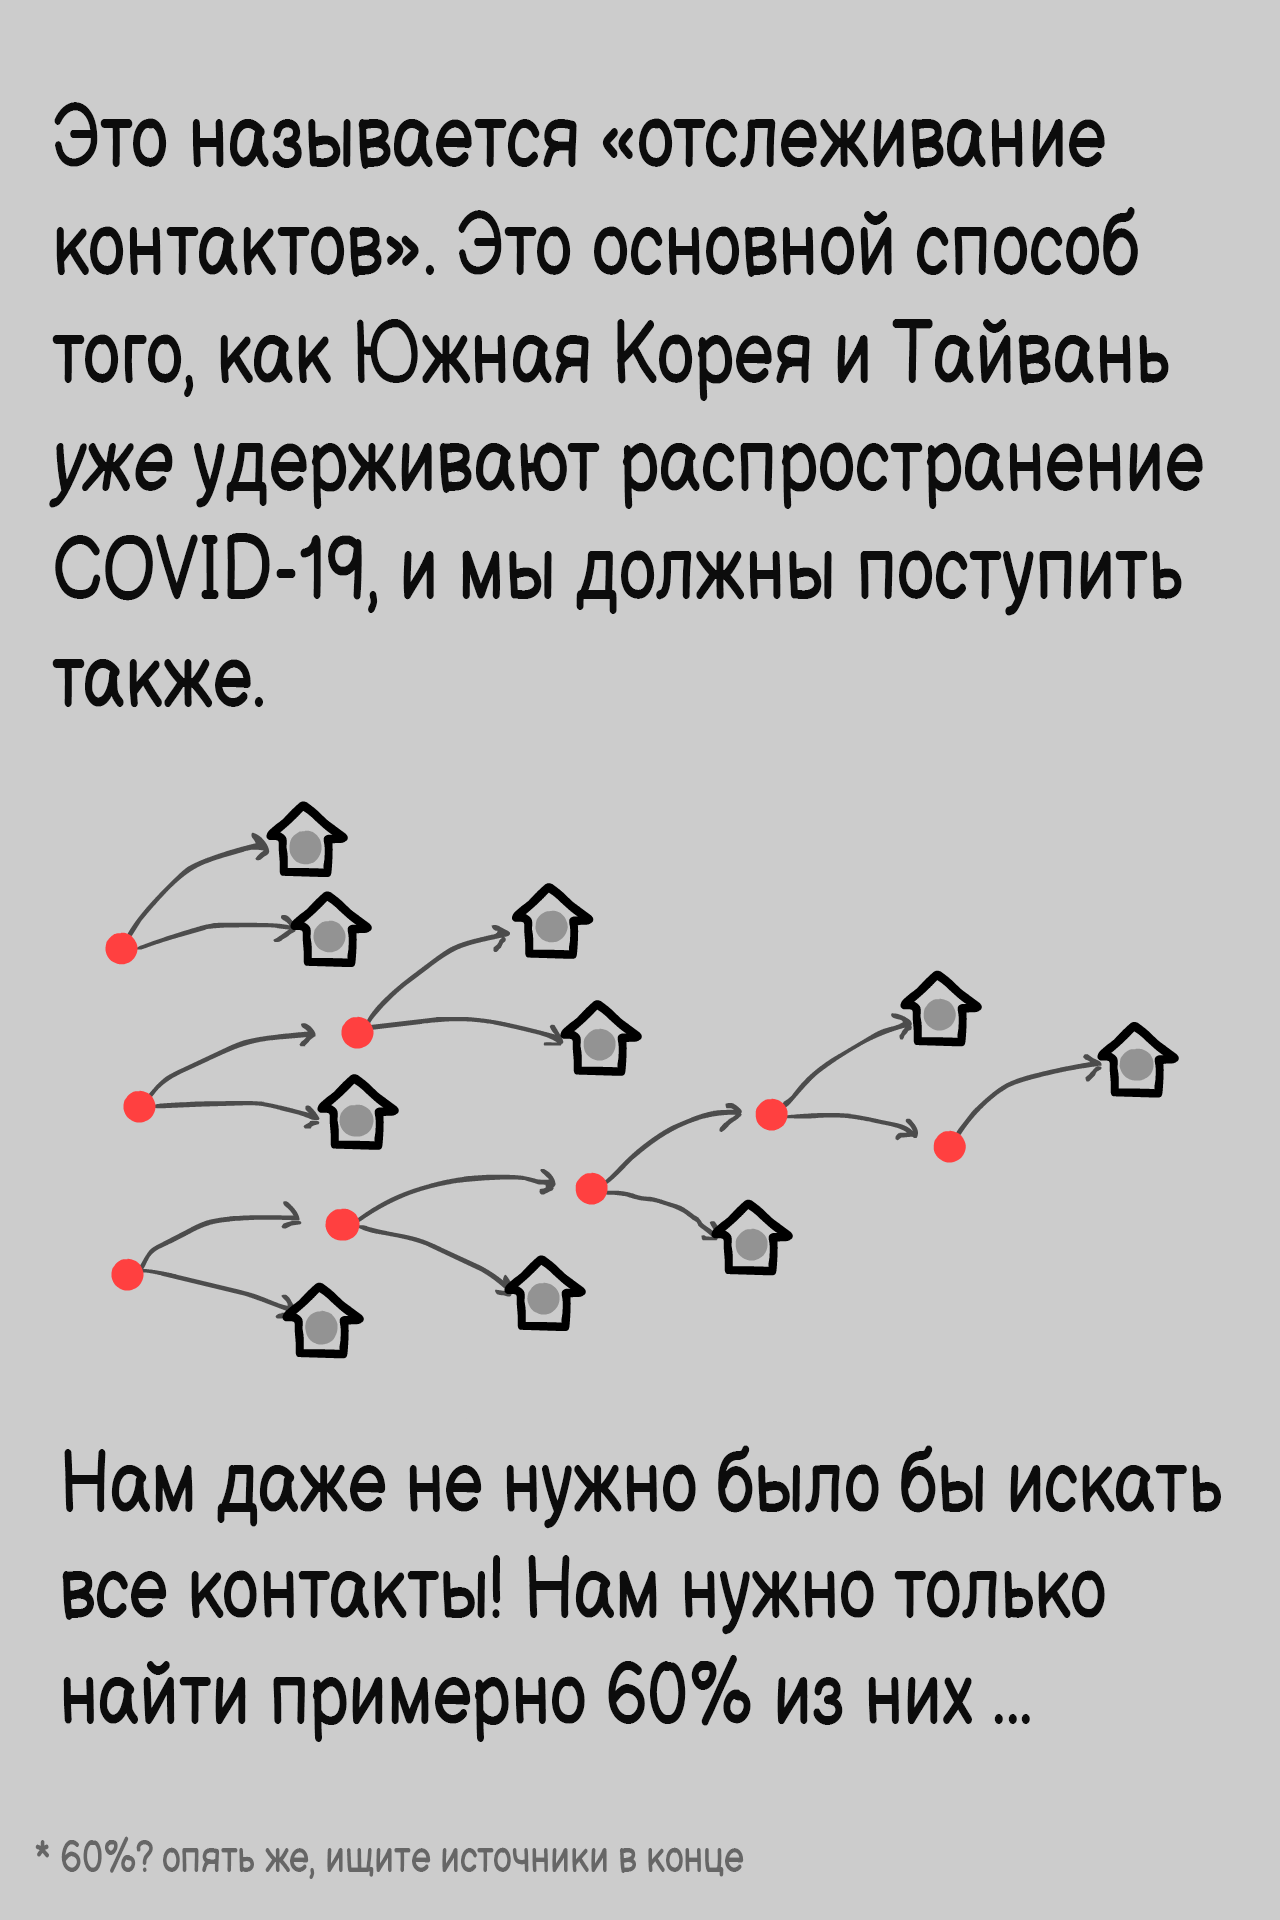 Это называется «отслеживание
контактов». Это основной способ
того, как Южная Корея и Тайвань
уже удерживают распространение
COVID-19, и мы должны поступить
также.
Нам даже не нужно было бы искать
все контакты! Нам нужно только
найти примерно 60% из них ...
* 60%? опять же, ищите источники в конце